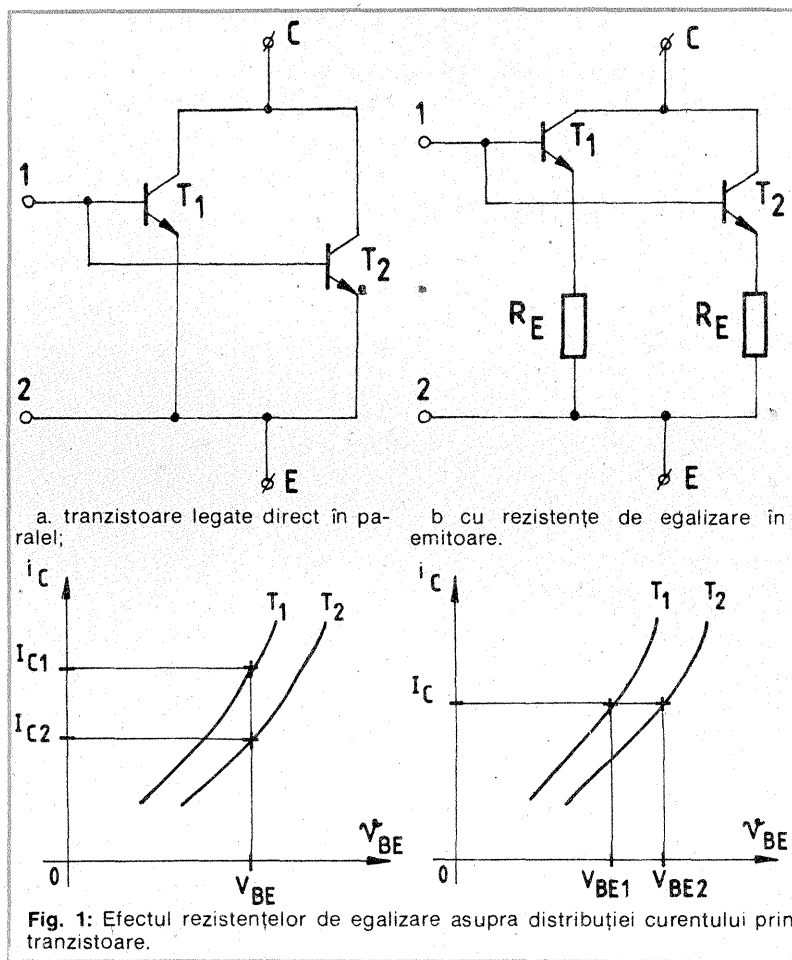 C
1
T1
T2
2
E
a. tranzistoare legate direct în pa-
ralel;
C
1
T1
T2
RE
RE
2
E
b cu rezistențe de egalizare în
emitoare.
iC
T1
T2
IC1
IC2
0
VBE
vBE
iC
T1
T2
IC
0
VBE1
VBE2
vBE
Fig. 1: Efectul rezistențelor de egalizare asupra distribuției curentului prin
tranzistoare.